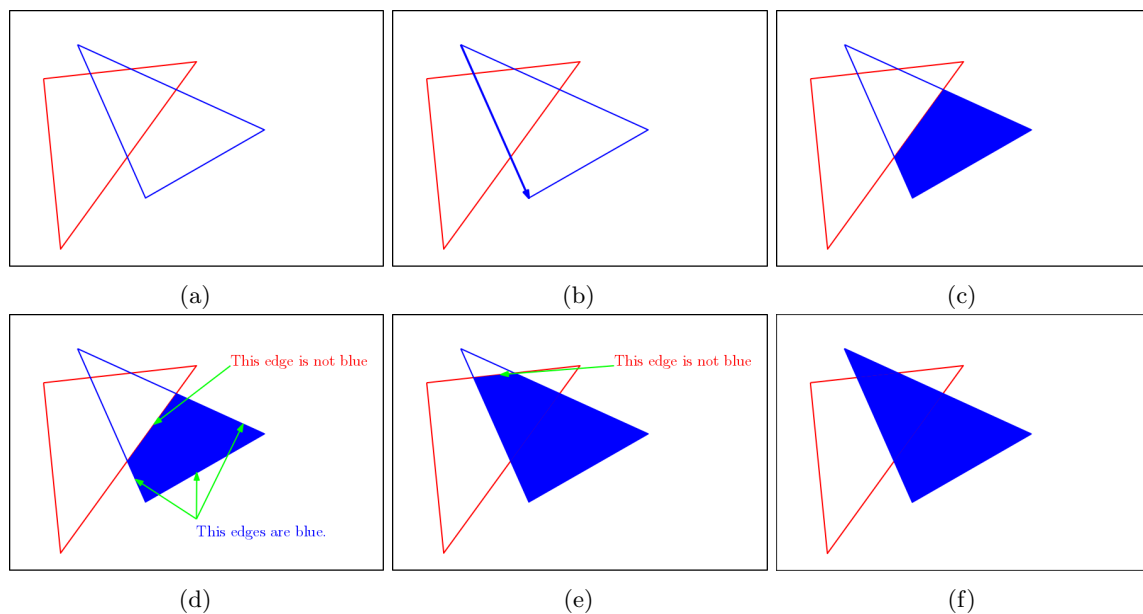 (a)
(b)
(c)
This edge is not blue
This edges are blue.
(d)
This edge is not blue
(e)
(f)